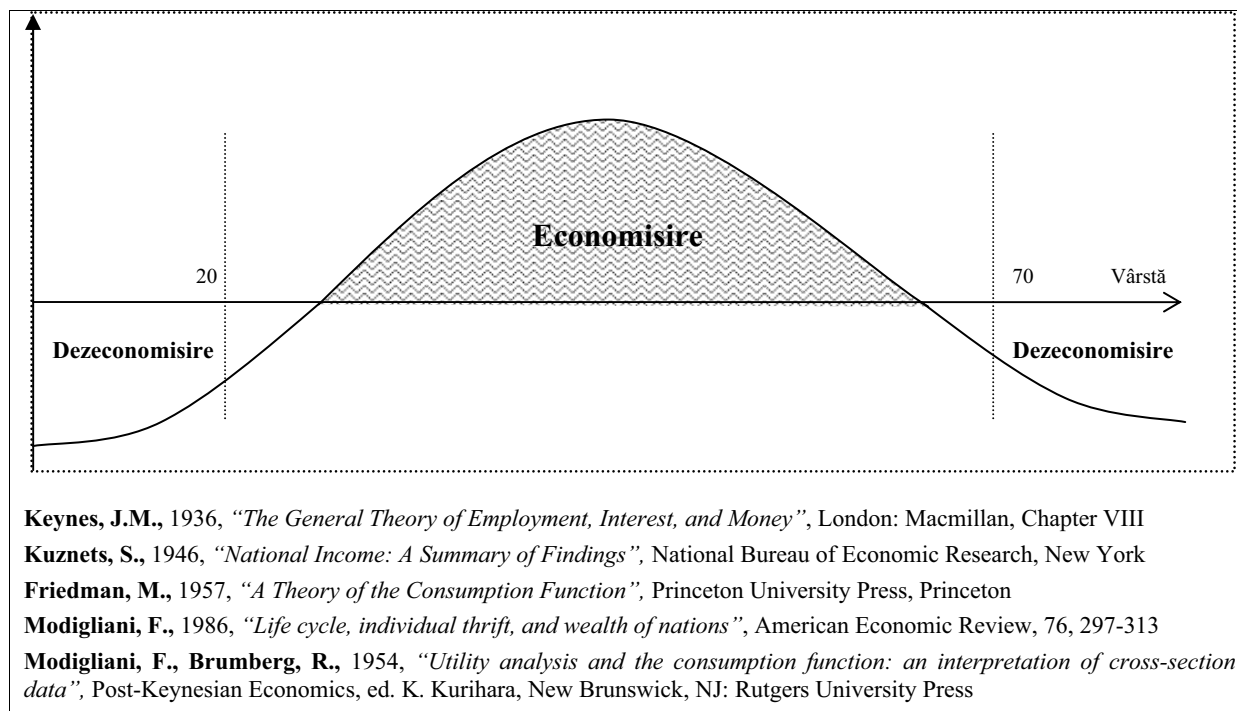 Economisire
20
70
Vârstă
Dezeconomisire
Dezeconomisire
Keynes, J.M., 1936, “The General Theory of Employment, Interest, and Money”, London: Macmillan, Chapter VIII
Kuznets, S., 1946, “National Income: A Summary of Findings”, National Bureau of Economic Research, New York
Friedman, M., 1957, “A Theory of the Consumption Function”, Princeton University Press, Princeton
Modigliani, F., 1986, “Life cycle, individual thrift, and wealth of nations”, American Economic Review, 76, 297-313
Modigliani, F., Brumberg, R., 1954, “Utility analysis and the consumption function: an interpretation of cross-section
data”, Post-Keynesian Economics, ed. K. Kurihara, New Brunswick, NJ: Rutgers University Press